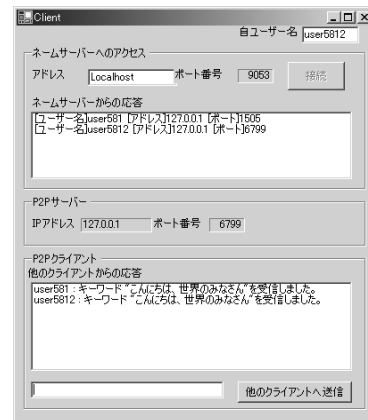 Client
自ユーザー名 user5812
ネームサーバーへのアクセス
アドレス Localhost ポート番号 9053 接続
ネームサーバーからの応答
[ユーザー名]user581 [アドレス]127.0.0.1 [ポート]1505
[ユーザー名]user5812 [アドレス]127.0.0.1 [ポート]6799
P2Pサーバー
IPアドレス 127.0.0.1 ポート番号 6799
P2Pクライアント
他のクライアントからの応答
user581 : キーワード "こんにちは、世界のみなさん"を受信しました。
user5812 : キーワード "こんにちは、世界のみなさん"を受信しました。
他のクライアントへ送信